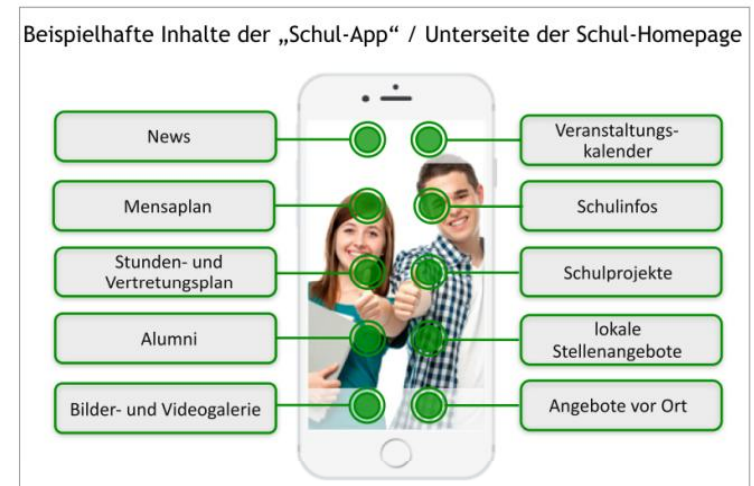 Beispielhafte Inhalte der „Schul-App“ / Unterseite der Schul-Homepage
News
Mensaplan
Stunden- und
Vertretungsplan
Alumni
Bilder- und Videogalerie
Veranstaltungs-
kalender
Schulinfos
Schulprojekte
lokale
Stellenangebote
Angebote vor Ort